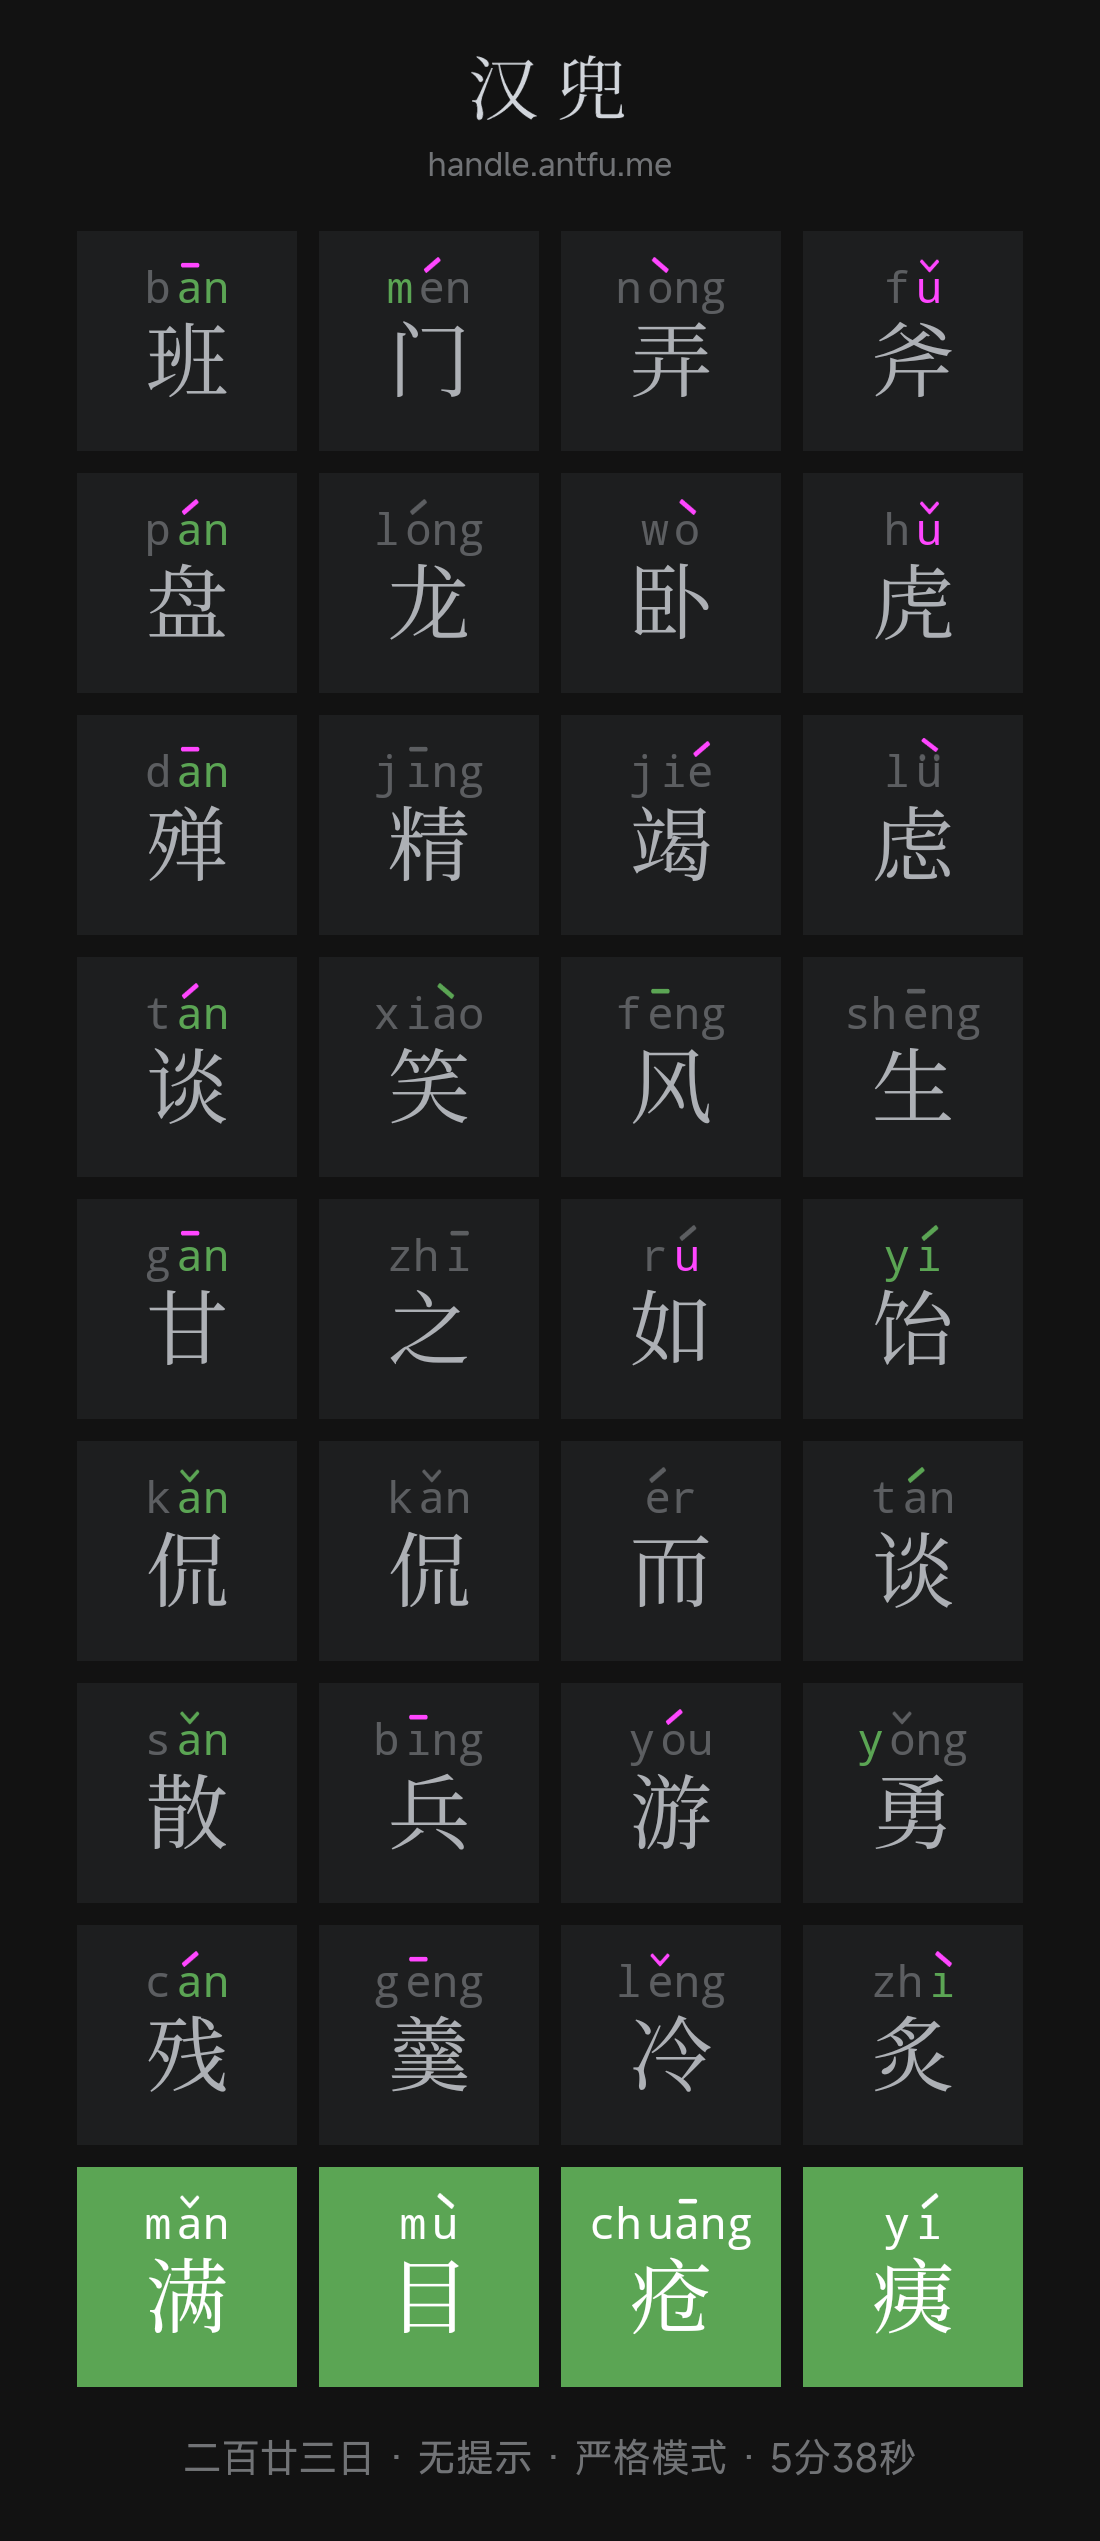 汉兜
handle.antfu.me
bān mén nòng fǔ
班 门 弄 斧
pán lóng wò hǔ
盘 龙 卧 虎
dān jīng jié lǜ
殚 精 竭 虑
tán xiào fēng shēng
谈 笑 风 生
gān zhī rú yí
甘 之 如 饴
kǎn kǎn ér tán
侃 侃 而 谈
sǎn bīng yóu yǒng
散 兵 游 勇
cán gēng lěng zhì
残 羹 冷 炙
mǎn mù chuāng yí
满 目 疮 痍
二百廿三日 · 无提示 · 严格模式 · 5分38秒